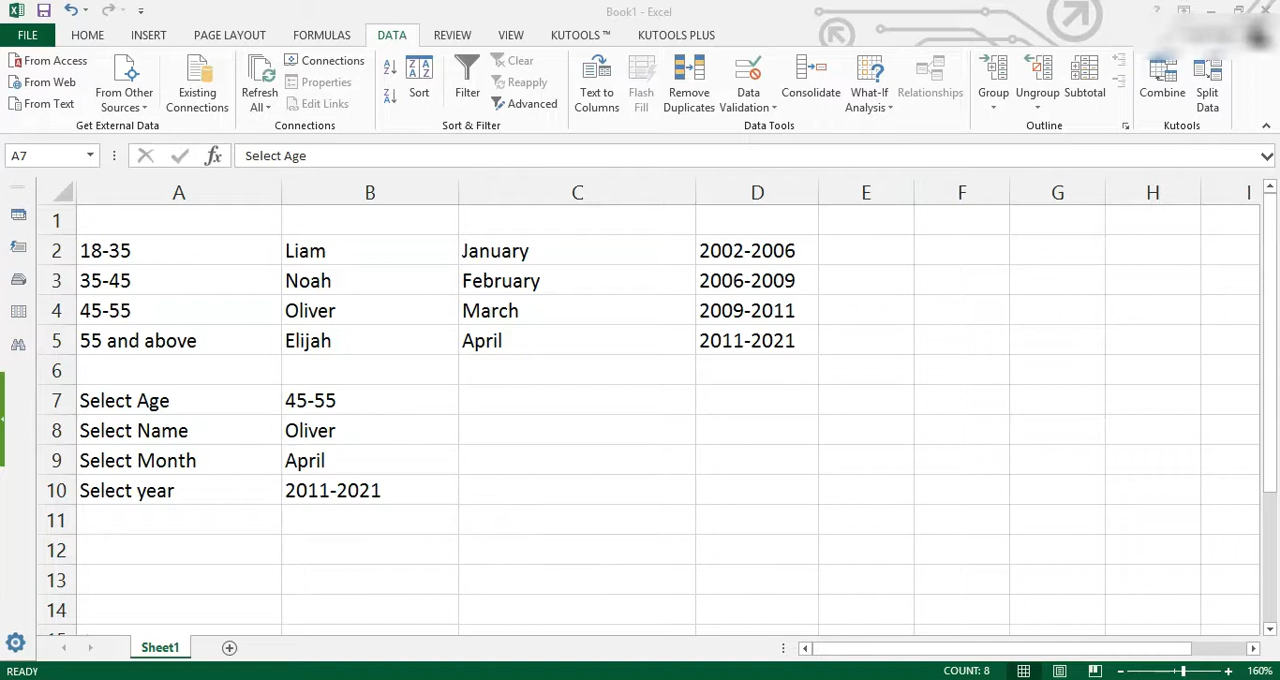 Book1 - Excel
?
FILE HOME INSERT PAGE LAYOUT FORMULAS DATA REVIEW VIEW KUTOOLS ™ KUTOOLS PLUS
From Access
From Web
From Text
From Other Sources
Existing Connections
Get External Data
Refresh All
Connections
Properties
Edit Links
Connections
Sort
Filter
Clear
Reapply
Advanced
Sort & Filter
Text to Columns
Flash Fill
Remove Duplicates
Data Validation
Consolidate
What-If Analysis
Relationships
Data Tools
Group
Ungroup
Subtotal
Outline
Combine
Split Data
Kutools
A7 fx Select Age
A B C D E F G H I
1
2 18-35 Liam January 2002-2006
3 35-45 Noah February 2006-2009
4 45-55 Oliver March 2009-2011
5 55 and above Elijah April 2011-2021
6
7 Select Age 45-55
8 Select Name Oliver
9 Select Month April
10 Select year 2011-2021
11
12
13
14
Sheet1
READY COUNT: 8 160%